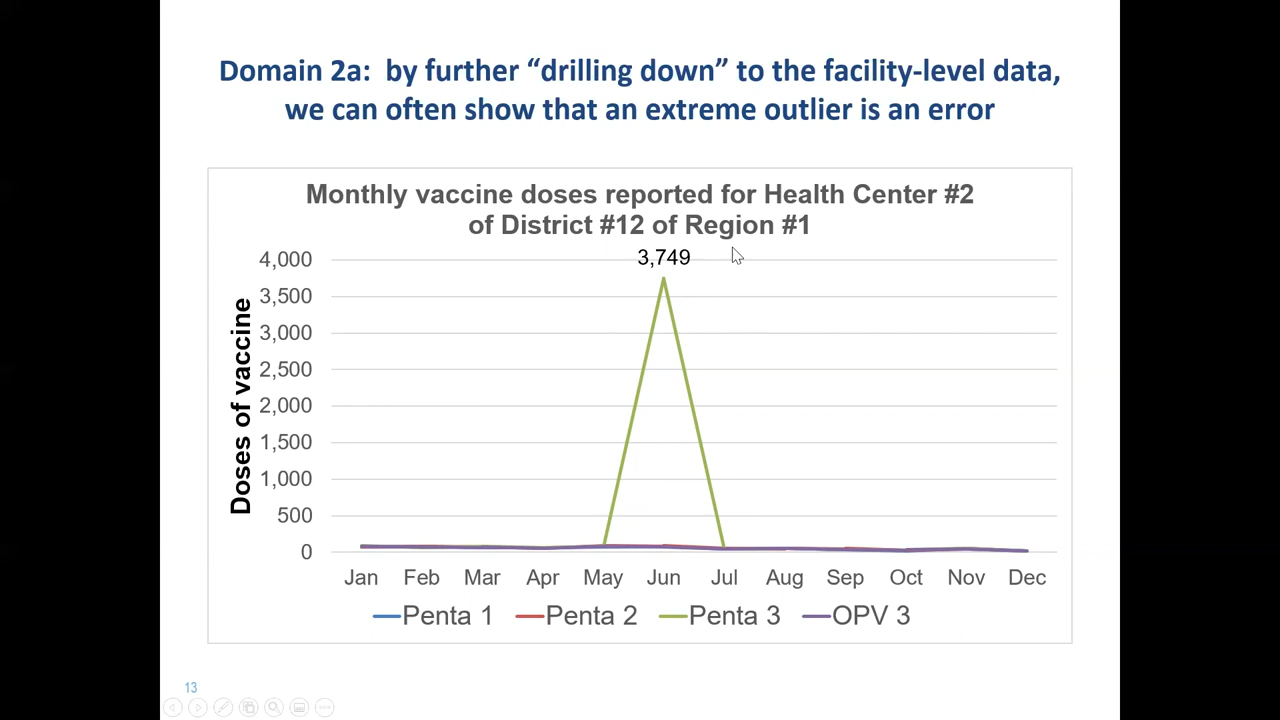 Domain 2a:  by further “drilling down” to the facility-level data,
we can often show that an extreme outlier is an error
Monthly vaccine doses reported for Health Center #2
of District #12 of Region #1
3,749
4,000
3,500
3,000
2,500
2,000
1,500
1,000
500
0
Doses of vaccine
Jan Feb Mar Apr May Jun Jul Aug Sep Oct Nov Dec
Penta 1 Penta 2 Penta 3 OPV 3
13